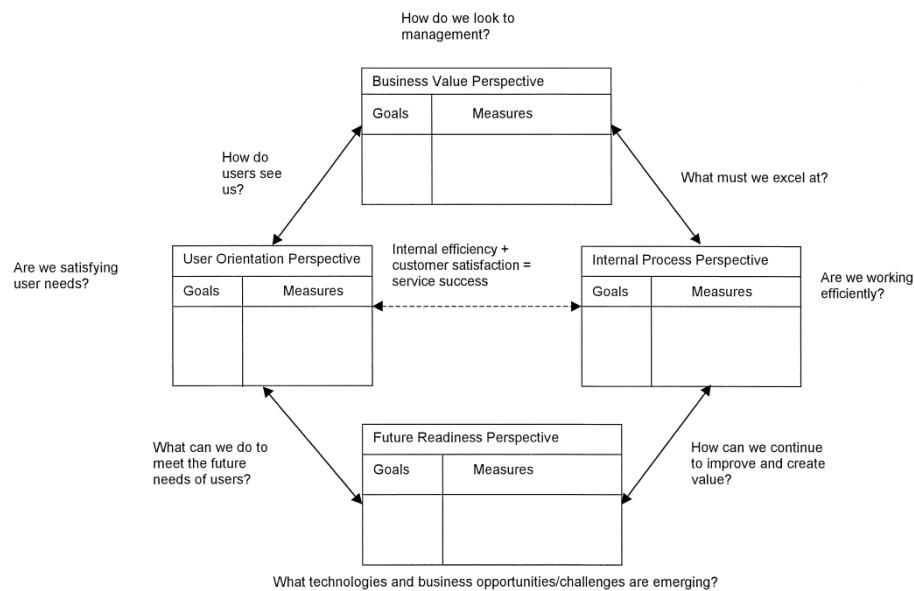 How do we look to
management?
Business Value Perspective
Goals Measures
How do
users see
us?
What must we excel at?
Are we satisfying
user needs?
User Orientation Perspective
Goals Measures
Internal efficiency +
customer satisfaction =
service success
Internal Process Perspective
Goals Measures
Are we working
efficiently?
What can we do to
meet the future
needs of users?
Future Readiness Perspective
Goals Measures
How can we continue
to improve and create
value?
What technologies and business opportunities/challenges are emerging?